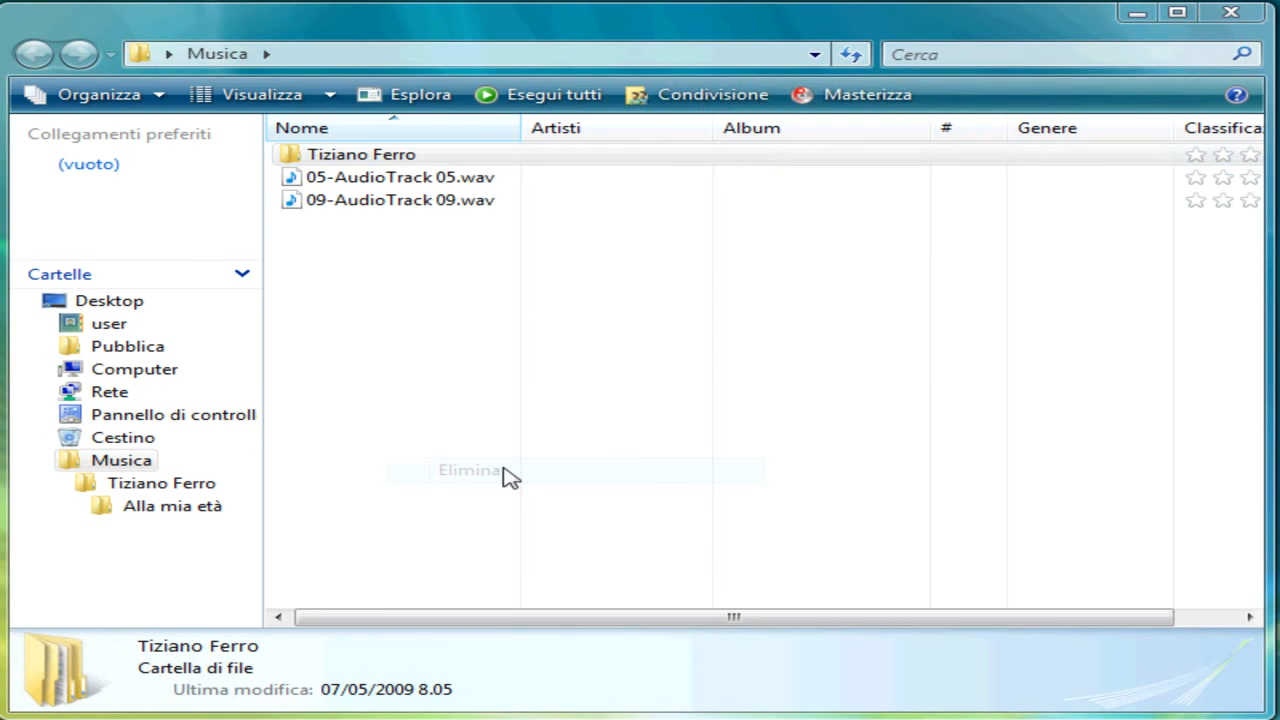 Musica
Cerca
Organizza Visualizza Esplora Esegui tutti Condivisione Masterizza
Collegamenti preferiti
(vuoto)
Nome Artisti Album # Genere Classifica
Tiziano Ferro
05-AudioTrack 05.wav
09-AudioTrack 09.wav
Cartelle
Desktop
user
Pubblica
Computer
Rete
Pannello di controll
Cestino
Musica
Tiziano Ferro
Alla mia età
Elimina
Tiziano Ferro
Cartella di file
Ultima modifica: 07/05/2009 8.05